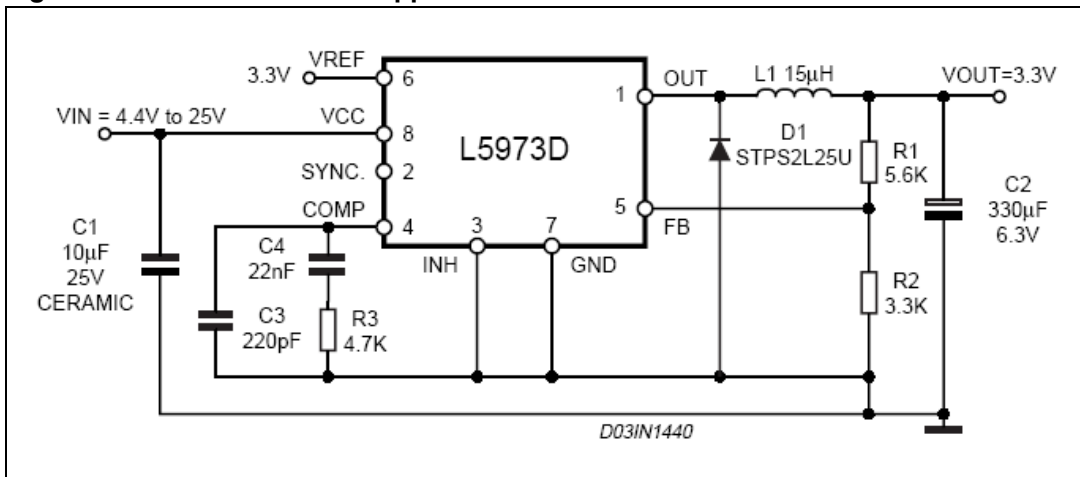 VREF
3.3V
6
VIN = 4.4V to 25V
VCC
8
SYNC.
2
COMP
4
L5973D
3
7
INH
GND
1
OUT
5
FB
L1 15µH
VOUT=3.3V
D1
STPS2L25U
R1
5.6K
R2
3.3K
C2
330µF
6.3V
C1
10µF
25V
CERAMIC
C4
22nF
C3
220pF
R3
4.7K
D03IN1440